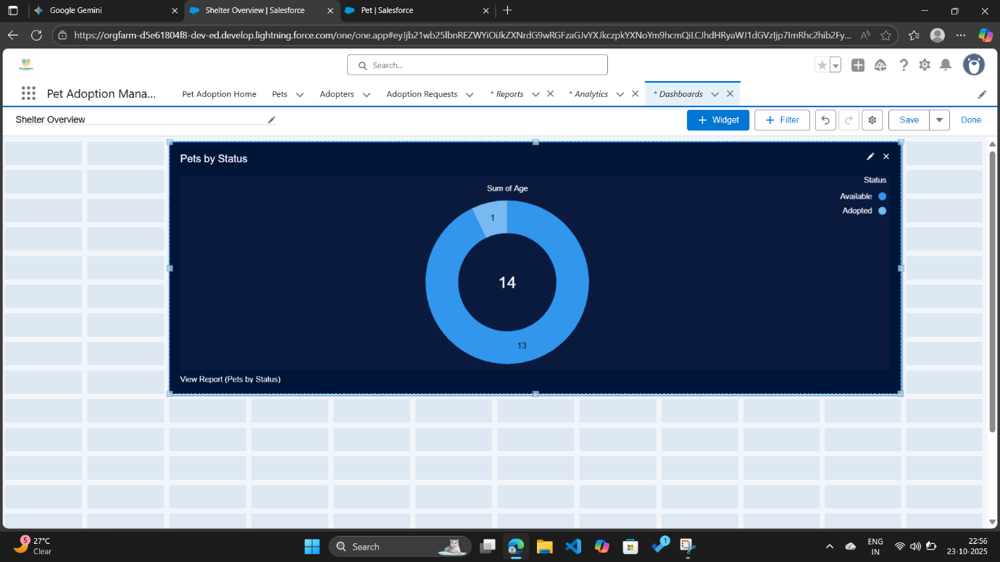 Google Gemini
Shelter Overview | Salesforce
Pet | Salesforce
https://orgfarm-d5e61804f8-dev-ed.develop.lightning.force.com/one/one.app#eyJjb21wb25lbnREZWYiOiJkZXNrdG9wRGFzaGJvYXJkczpkYXNoYm9hcmQiLCJhdHRyaWJ1dGVzIjp7ImRhc2hib2Fy...
Search...
Pet Adoption Mana...
Pet Adoption Home
Pets
Adopters
Adoption Requests
* Reports
* Analytics
* Dashboards
Shelter Overview
+ Widget
+ Filter
Save
Done
Pets by Status
Status
Available
Adopted
Sum of Age
1
14
13
View Report (Pets by Status)
5
27°C
Clear
Search
1
ENG
IN
22:56
23-10-2025